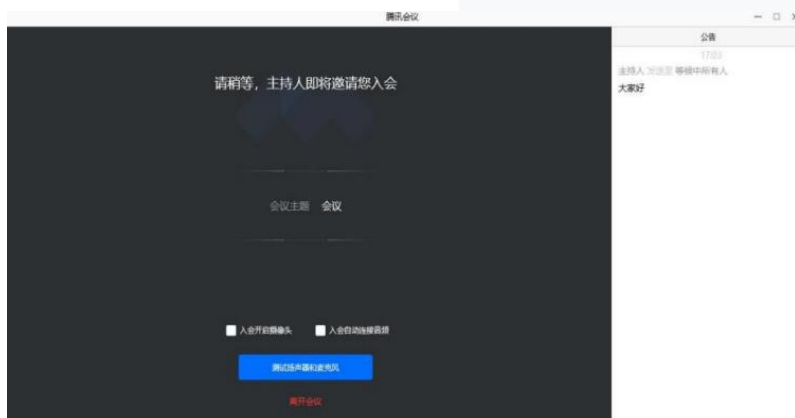 腾讯会议
请稍等，主持人即将邀请您入会
会议主题 会议
入会开启摄像头 入会自动连接音频
测试扬声器和麦克风
离开会议
公告
17:03
主持人 发送至 等候中所有人
大家好